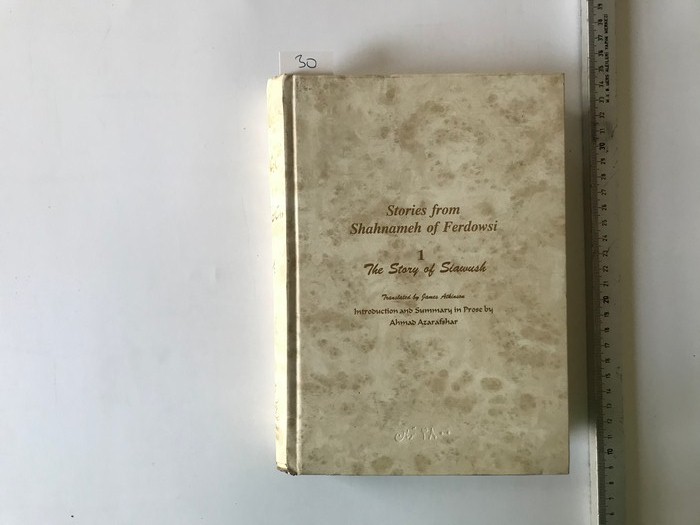 30
Stories from
Shahnameh of Ferdowsi
1
The Story of Siawush
Translated by James Atkinson
Introduction and Summary in Prose by
Ahmad Azarafshar